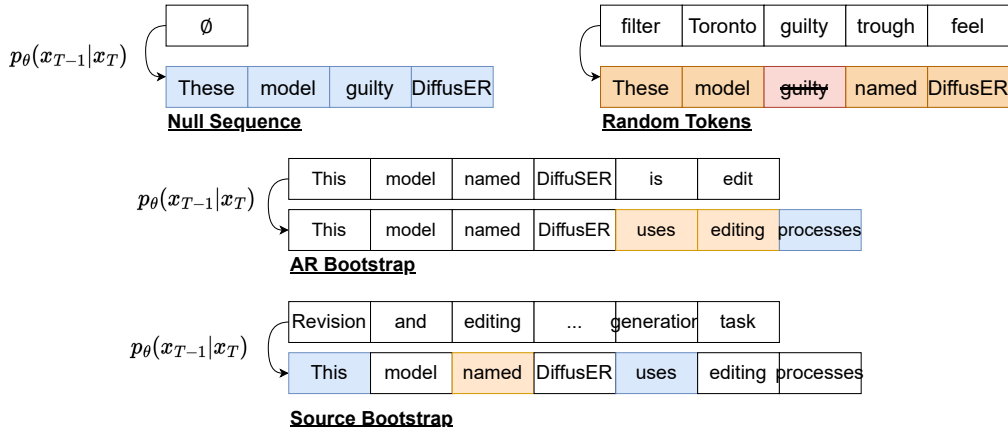 ∅
p_θ(x_{T-1}|x_T)
These model guilty DiffusER
Null Sequence
filter Toronto guilty trough feel
These model guilty named DiffusER
Random Tokens
This model named DiffuSER is edit
p_θ(x_{T-1}|x_T)
This model named DiffusER uses editing processes
AR Bootstrap
Revision and editing ... generation task
p_θ(x_{T-1}|x_T)
This model named DiffusER uses editing processes
Source Bootstrap